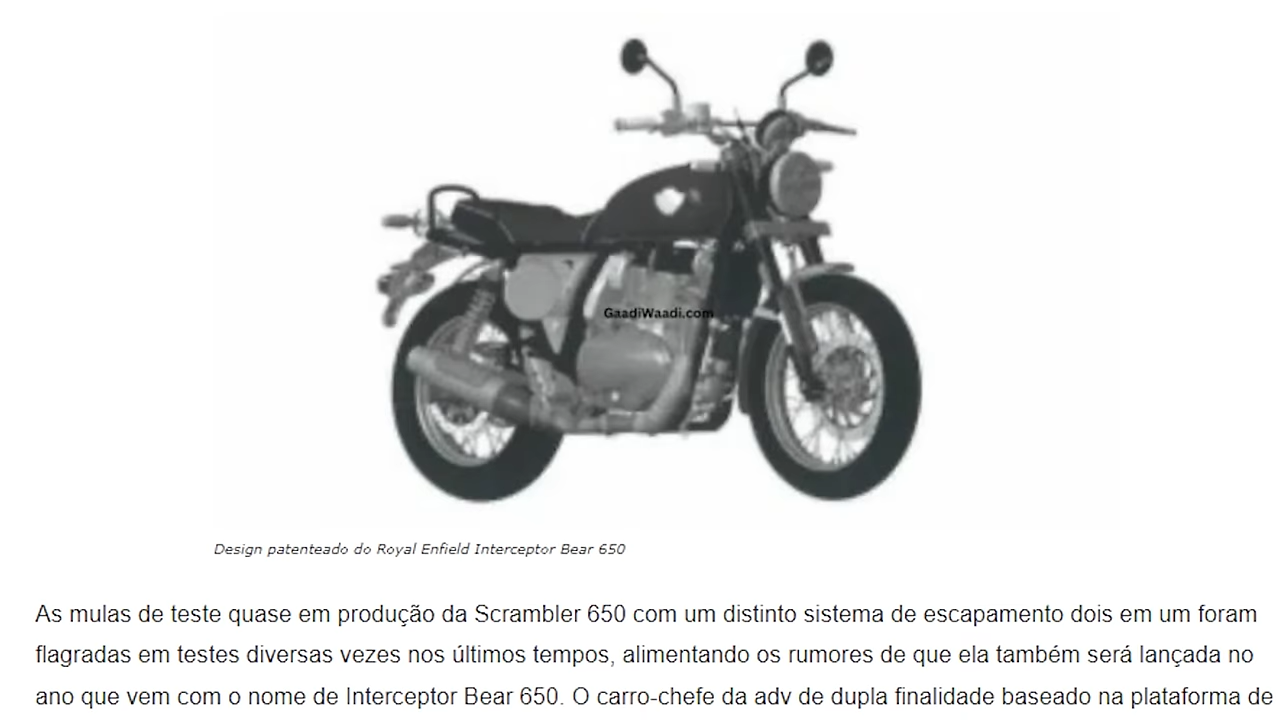 GaadiWaadi.com
Design patenteado do Royal Enfield Interceptor Bear 650
As mulas de teste quase em produção da Scrambler 650 com um distinto sistema de escapamento dois em um foram
flagradas em testes diversas vezes nos últimos tempos, alimentando os rumores de que ela também será lançada no
ano que vem com o nome de Interceptor Bear 650. O carro-chefe da adv de dupla finalidade baseado na plataforma de